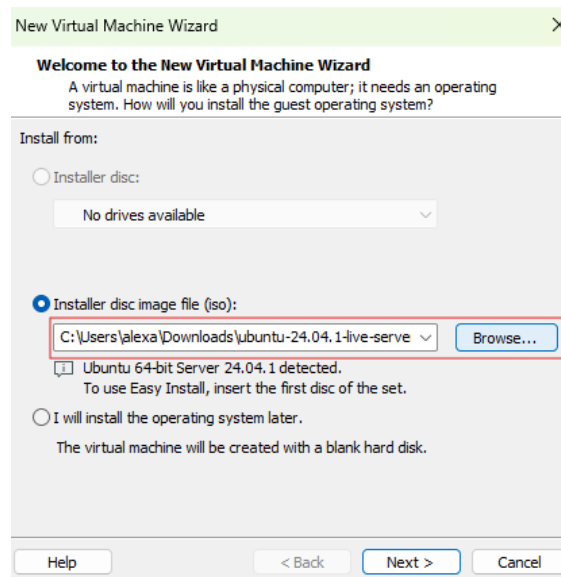 New Virtual Machine Wizard
Welcome to the New Virtual Machine Wizard
A virtual machine is like a physical computer; it needs an operating
system. How will you install the guest operating system?
Install from:
Installer disc:
No drives available
Installer disc image file (iso):
C:\Users\alexa\Downloads\ubuntu-24.04.1-live-serve
Browse...
Ubuntu 64-bit Server 24.04.1 detected.
To use Easy Install, insert the first disc of the set.
I will install the operating system later.
The virtual machine will be created with a blank hard disk.
Help < Back Next > Cancel